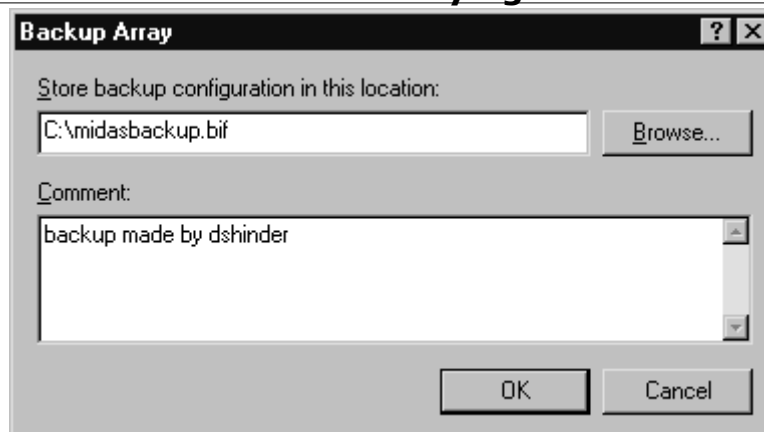 Backup Array
Store backup configuration in this location:
C:\midasbackup.bif
Browse...
Comment:
backup made by dshinder
OK
Cancel